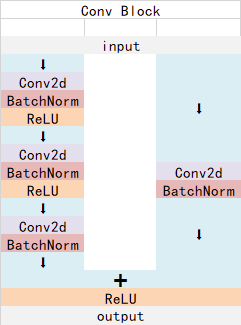 Conv Block
input
Conv2d
BatchNorm
ReLU
Conv2d
BatchNorm
ReLU
Conv2d
BatchNorm
Conv2d
BatchNorm
+
ReLU
output